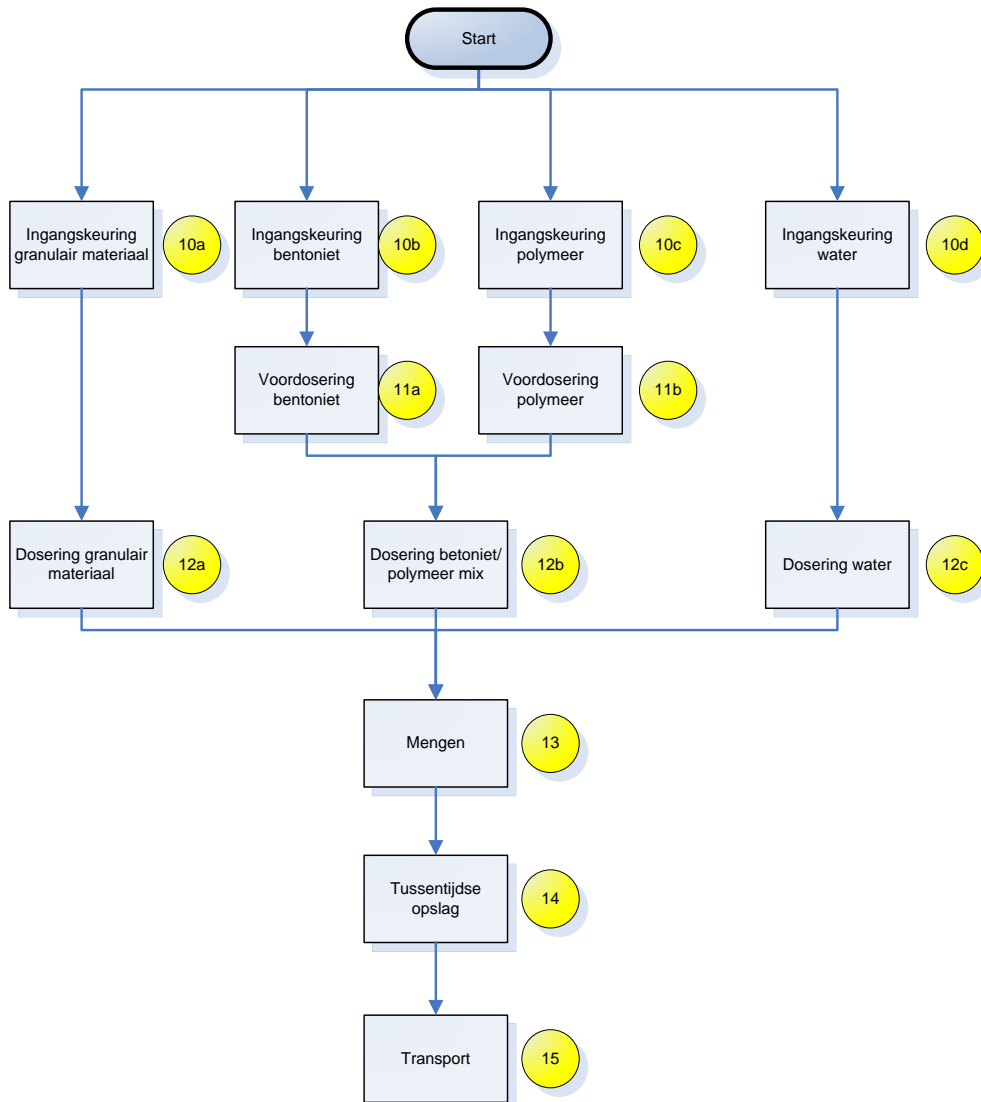 Start
Ingangskeuring
granulair materiaal
10a
Ingangskeuring
bentoniet
10b
Ingangskeuring
polymeer
10c
Ingangskeuring
water
10d
Voordosering
bentoniet
11a
Voordosering
polymeer
11b
Dosering granulair
materiaal
12a
Dosering betoniet/
polymeer mix
12b
Dosering water
12c
Mengen
13
Tussentijdse
opslag
14
Transport
15